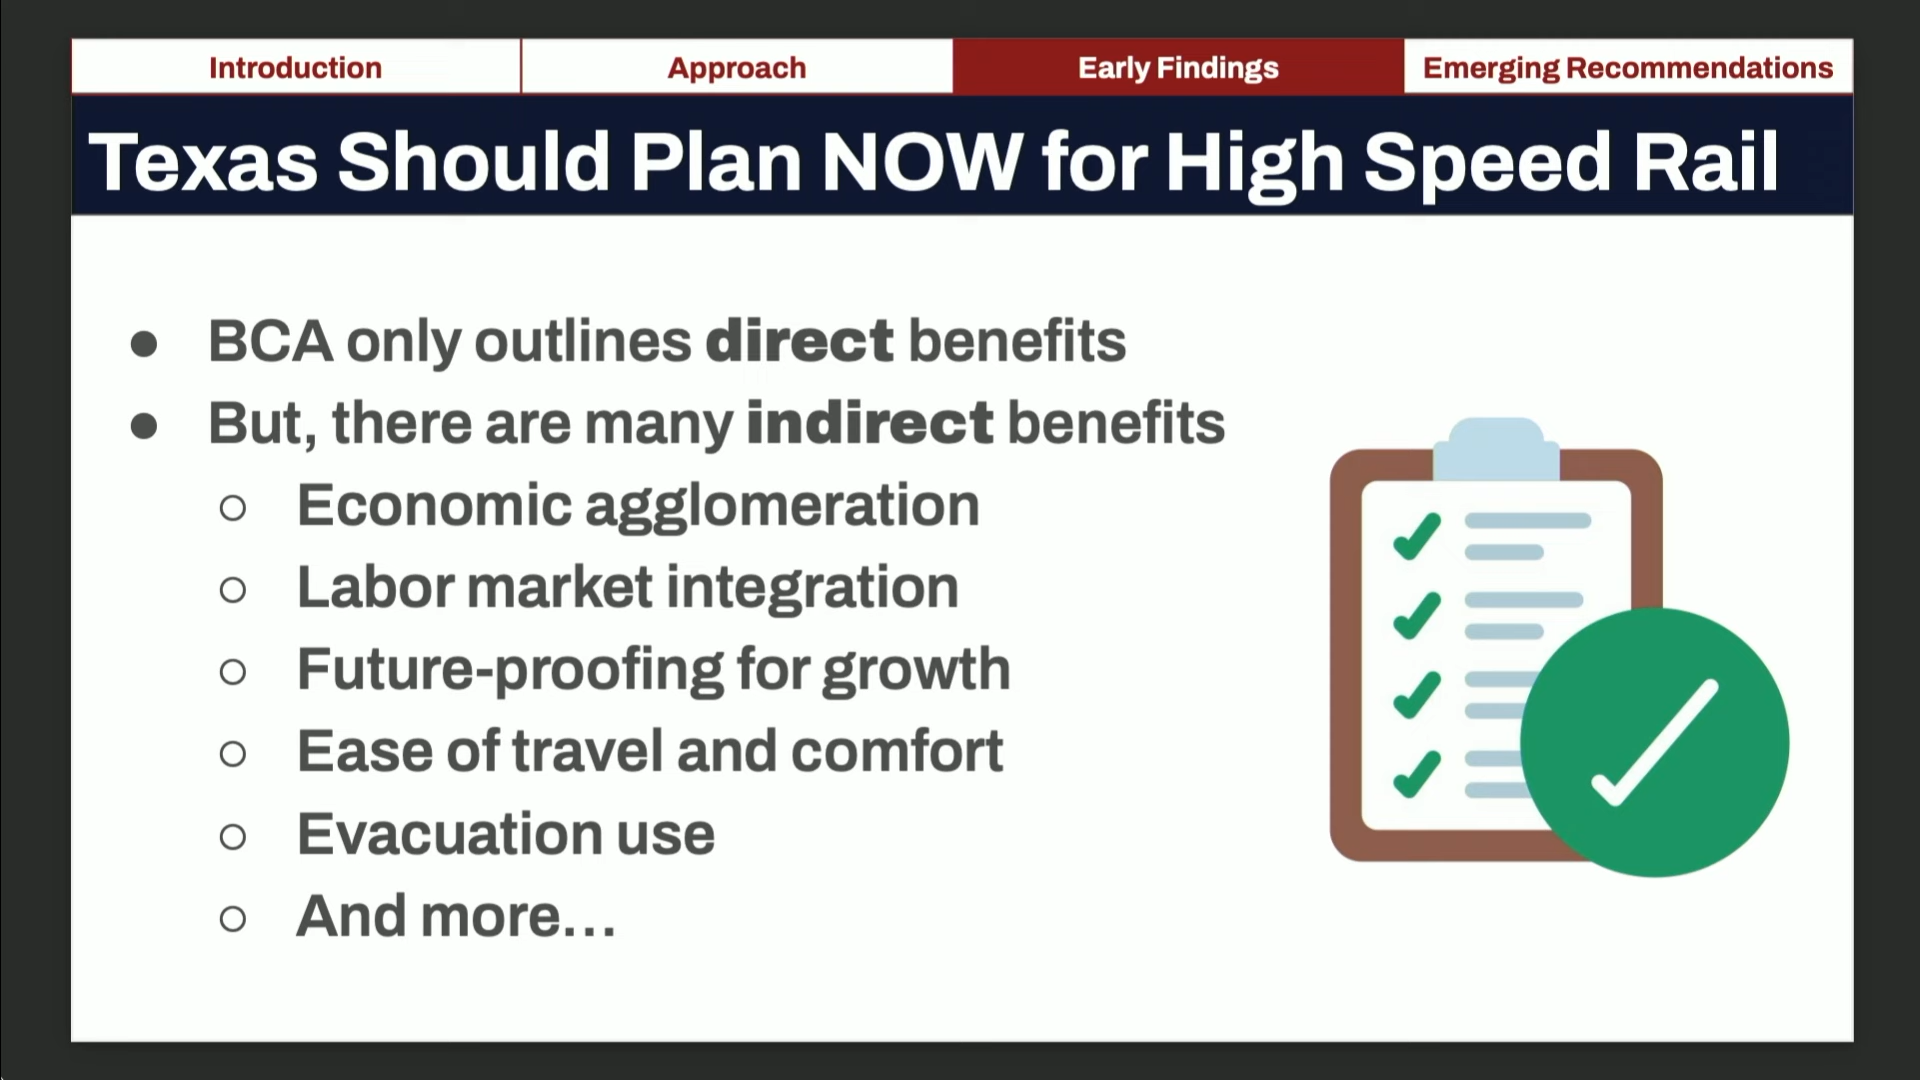 Introduction
Approach
Early Findings
Emerging Recommendations
Texas Should Plan NOW for High Speed Rail
● BCA only outlines direct benefits
● But, there are many indirect benefits
○ Economic agglomeration
○ Labor market integration
○ Future-proofing for growth
○ Ease of travel and comfort
○ Evacuation use
○ And more...